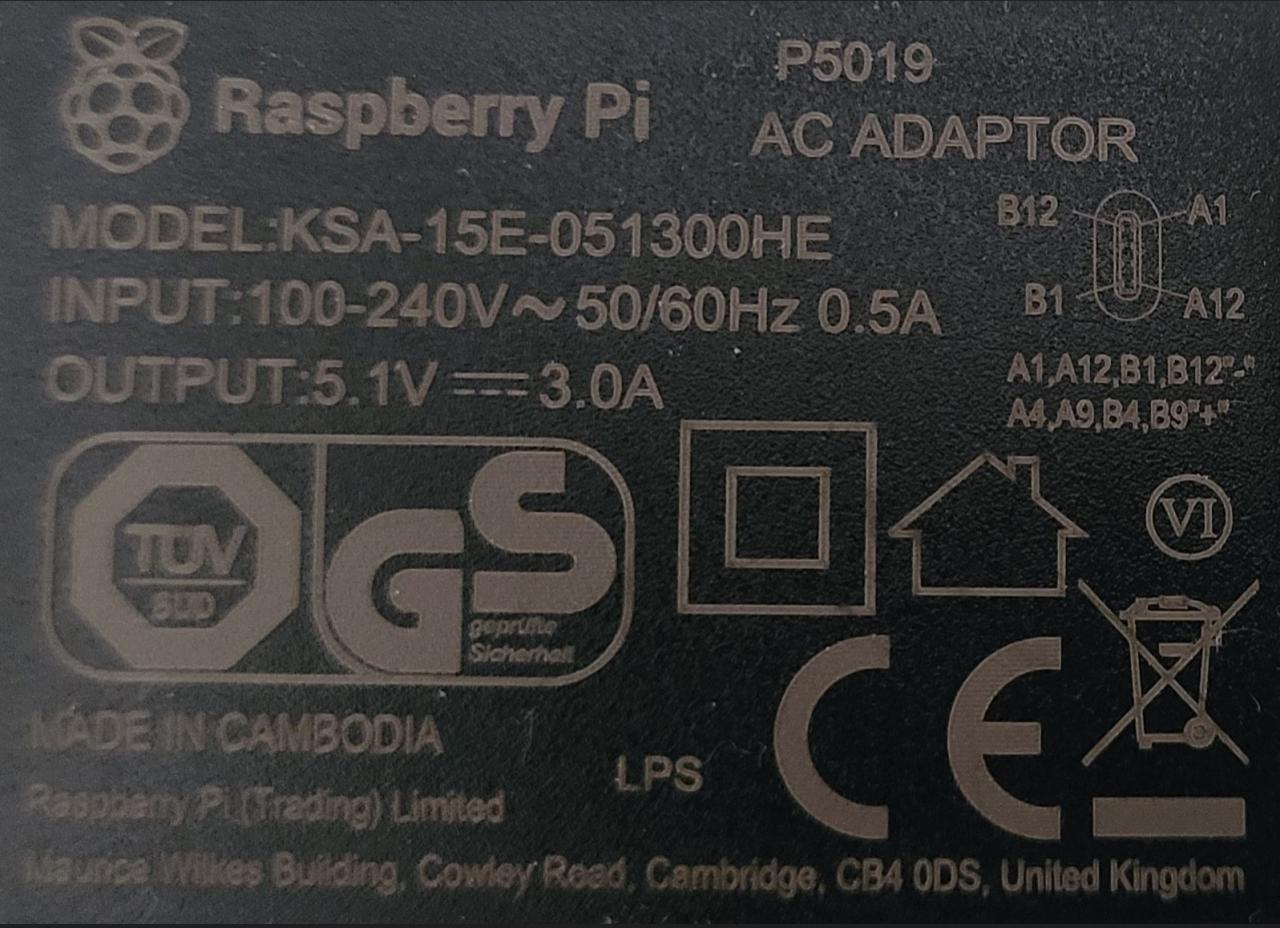 Raspberry Pi
P5019
AC ADAPTOR
MODEL:KSA-15E-051300HE
INPUT:100-240V~50/60Hz 0.5A
OUTPUT:5.1V⎓3.0A
B12 A1
B1 A12
A1,A12,B1,B12"-"
A4,A9,B4,B9"+"
TÜV
SÜD
GS
geprüfte
Sicherheit
VI
CE
MADE IN CAMBODIA
LPS
Raspberry Pi (Trading) Limited
Maurice Wilkes Building, Cowley Road, Cambridge, CB4 0DS, United Kingdom